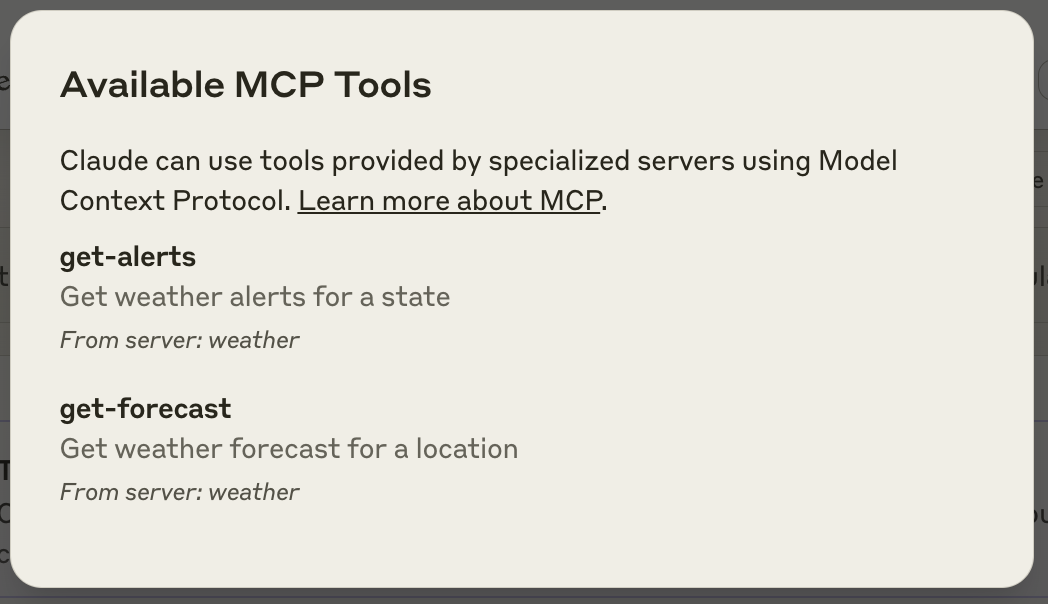 Available MCP Tools
Claude can use tools provided by specialized servers using Model
Context Protocol. Learn more about MCP.
get-alerts
Get weather alerts for a state
From server: weather
get-forecast
Get weather forecast for a location
From server: weather